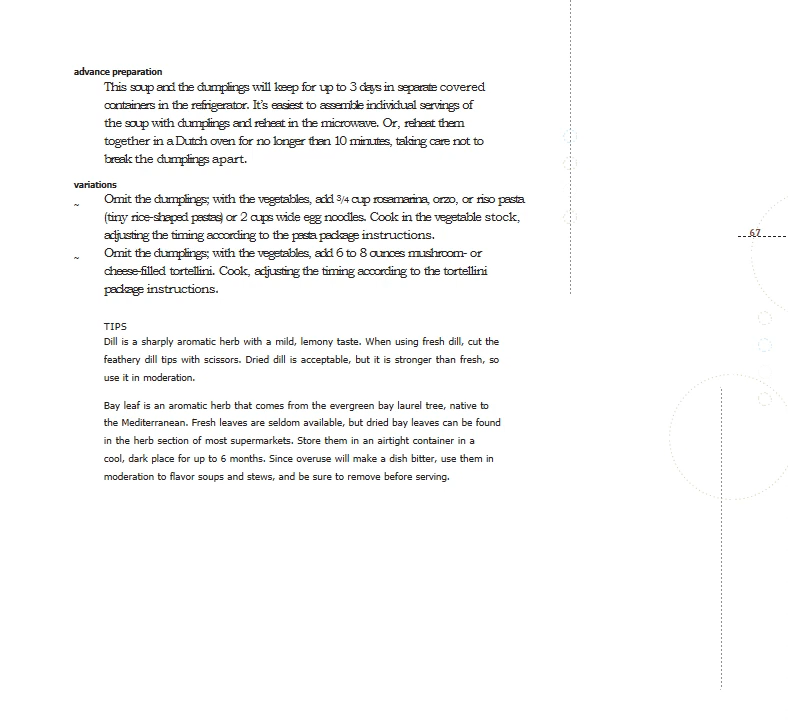 advance preparation
This soup and the dumplings will keep for up to 3 days in separate covered
containers in the refrigerator. It's easiest to assemble individual servings of
the soup with dumplings and reheat in the microwave. Or, reheat them
together in a Dutch oven for no longer than 10 minutes, taking care not to
break the dumplings apart.
variations
~ Omit the dumplings; with the vegetables, add 3/4 cup rosamarina, orzo, or riso pasta
(tiny rice-shaped pastas) or 2 cups wide egg noodles. Cook in the vegetable stock,
adjusting the timing according to the pasta package instructions.
~ Omit the dumplings; with the vegetables, add 6 to 8 ounces mushroom- or
cheese-filled tortellini. Cook, adjusting the timing according to the tortellini
package instructions.
67
TIPS
Dill is a sharply aromatic herb with a mild, lemony taste. When using fresh dill, cut the
feathery dill tips with scissors. Dried dill is acceptable, but it is stronger than fresh, so
use it in moderation.
Bay leaf is an aromatic herb that comes from the evergreen bay laurel tree, native to
the Mediterranean. Fresh leaves are seldom available, but dried bay leaves can be found
in the herb section of most supermarkets. Store them in an airtight container in a
cool, dark place for up to 6 months. Since overuse will make a dish bitter, use them in
moderation to flavor soups and stews, and be sure to remove before serving.